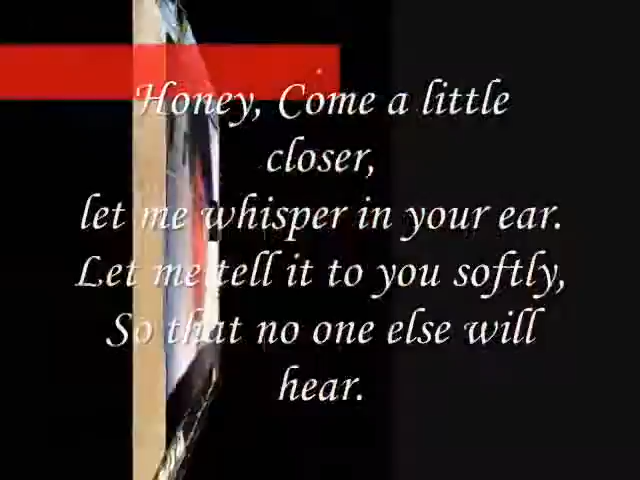 Honey, Come a little
closer,
let me whisper in your ear.
Let me tell it to you softly,
So that no one else will
hear.